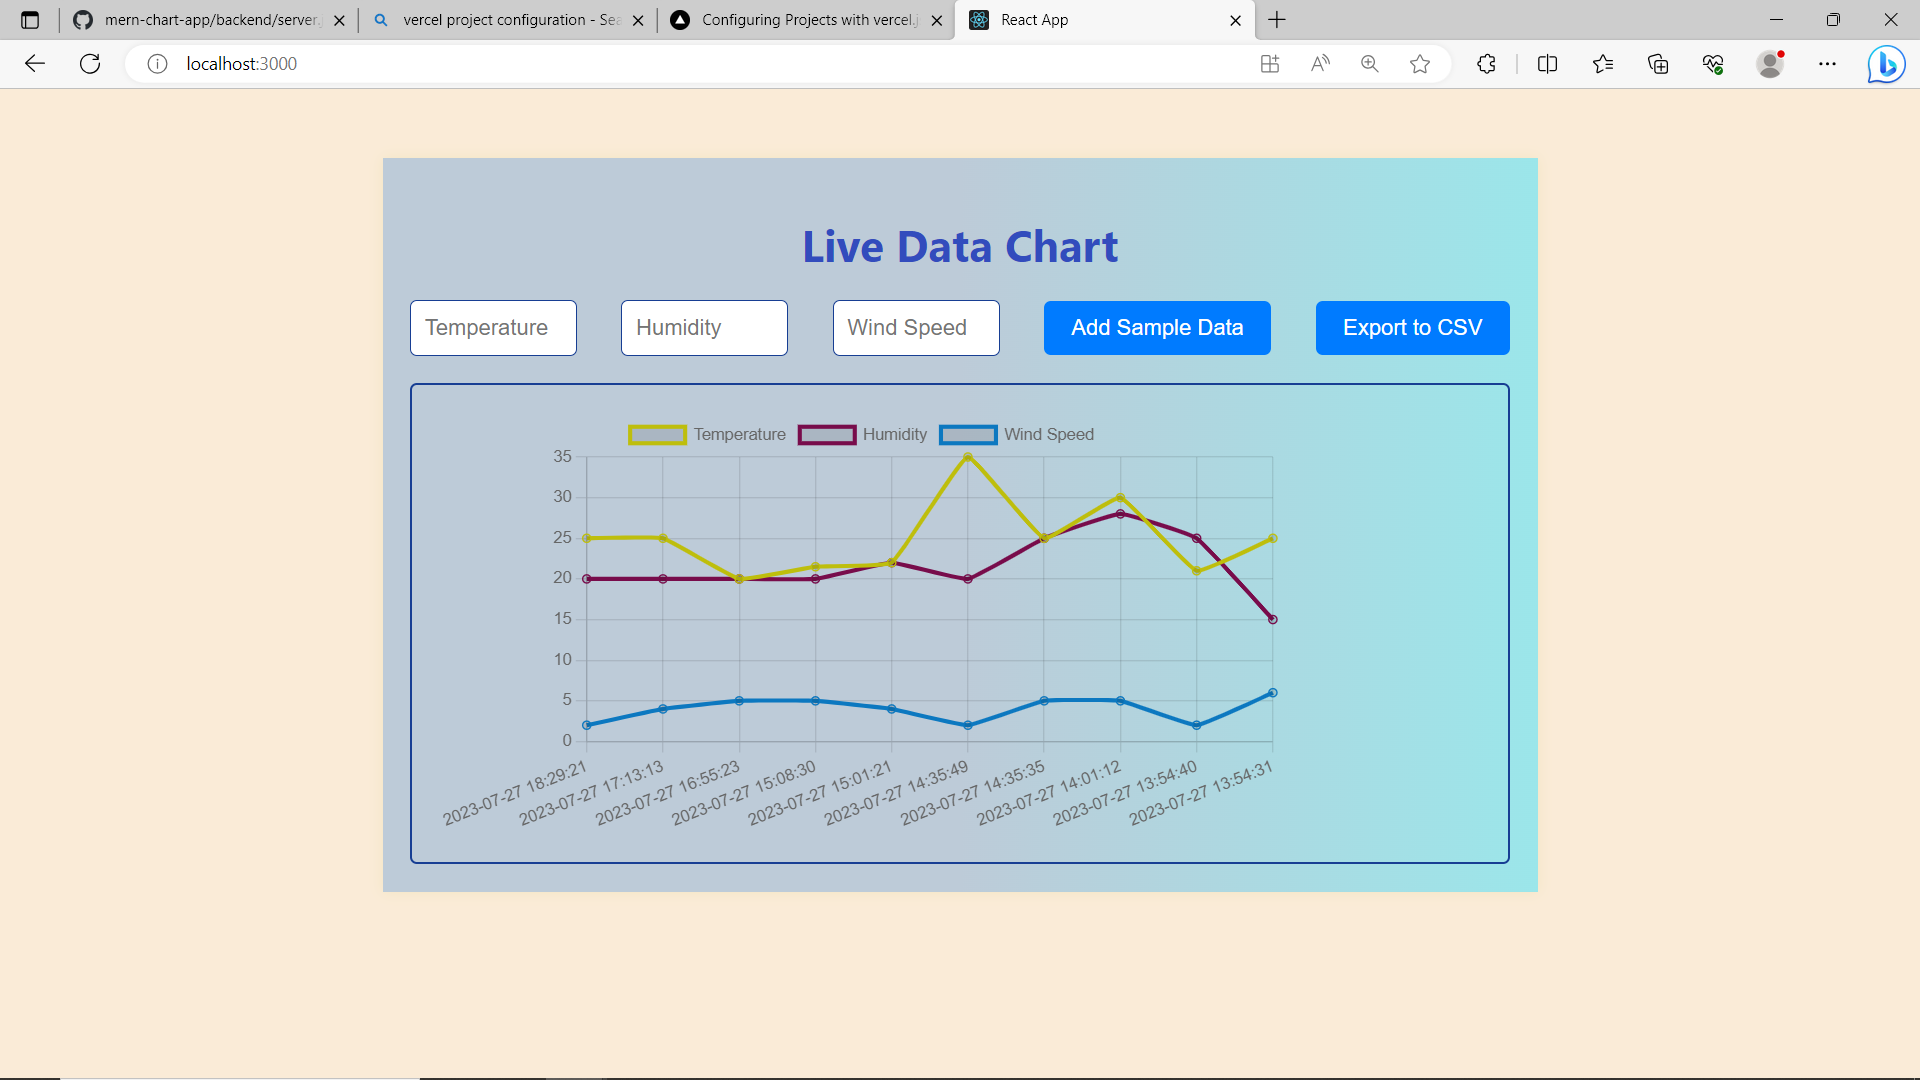 mern-chart-app/backend/server.
vercel project configuration - Sea
Configuring Projects with vercel.j
React App
localhost:3000
Live Data Chart
Temperature
Humidity
Wind Speed
Add Sample Data
Export to CSV
Temperature
Humidity
Wind Speed
35
30
25
20
15
10
5
0
2023-07-27 18:29:21
2023-07-27 17:13:13
2023-07-27 16:55:23
2023-07-27 15:08:30
2023-07-27 15:01:21
2023-07-27 14:35:49
2023-07-27 14:35:35
2023-07-27 14:01:12
2023-07-27 13:54:40
2023-07-27 13:54:31